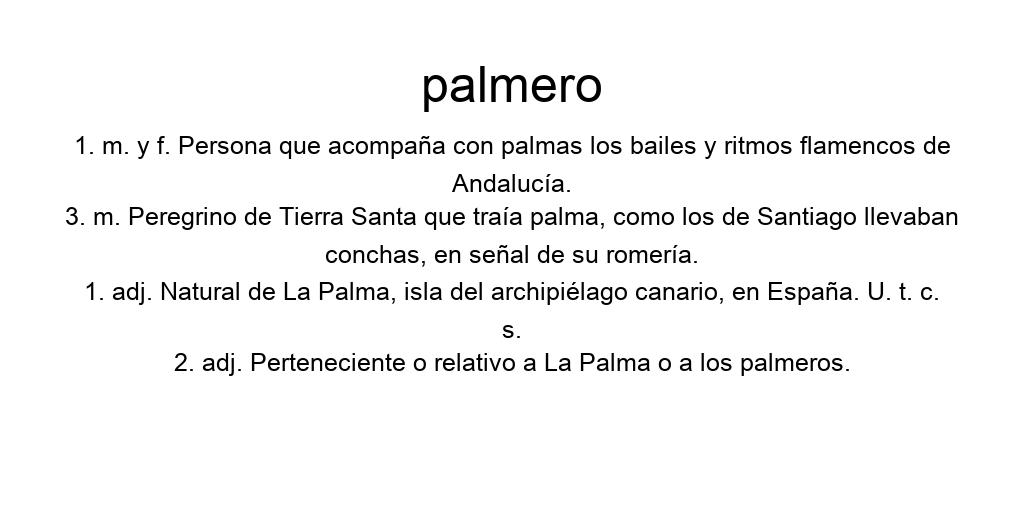 palmero
1. m. y f. Persona que acompaña con palmas los bailes y ritmos flamencos de
Andalucía.
3. m. Peregrino de Tierra Santa que traía palma, como los de Santiago llevaban
conchas, en señal de su romería.
1. adj. Natural de La Palma, isla del archipiélago canario, en España. U. t. c.
s.
2. adj. Perteneciente o relativo a La Palma o a los palmeros.